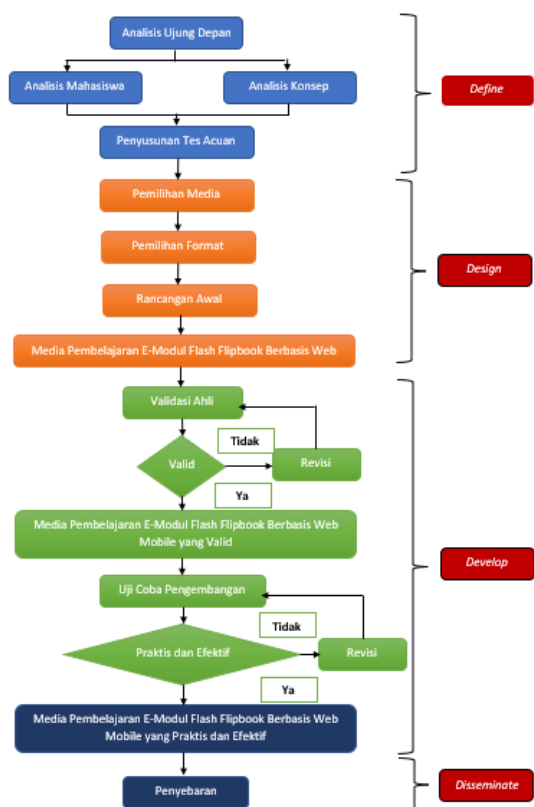 Analisis Ujung Depan
Analisis Mahasiswa
Analisis Konsep
Define
Penyusunan Tes Acuan
Pemilihan Media
Pemilihan Format
Design
Rancangan Awal
Media Pembelajaran E-Modul Flash Flipbook Berbasis Web
Validasi Ahli
Tidak
Valid
Revisi
Ya
Media Pembelajaran E-Modul Flash Flipbook Berbasis Web
Mobile yang Valid
Develop
Uji Coba Pengembangan
Tidak
Praktis dan Efektif
Revisi
Ya
Media Pembelajaran E-Modul Flash Flipbook Berbasis Web
Mobile yang Praktis dan Efektif
Penyebaran
Disseminate